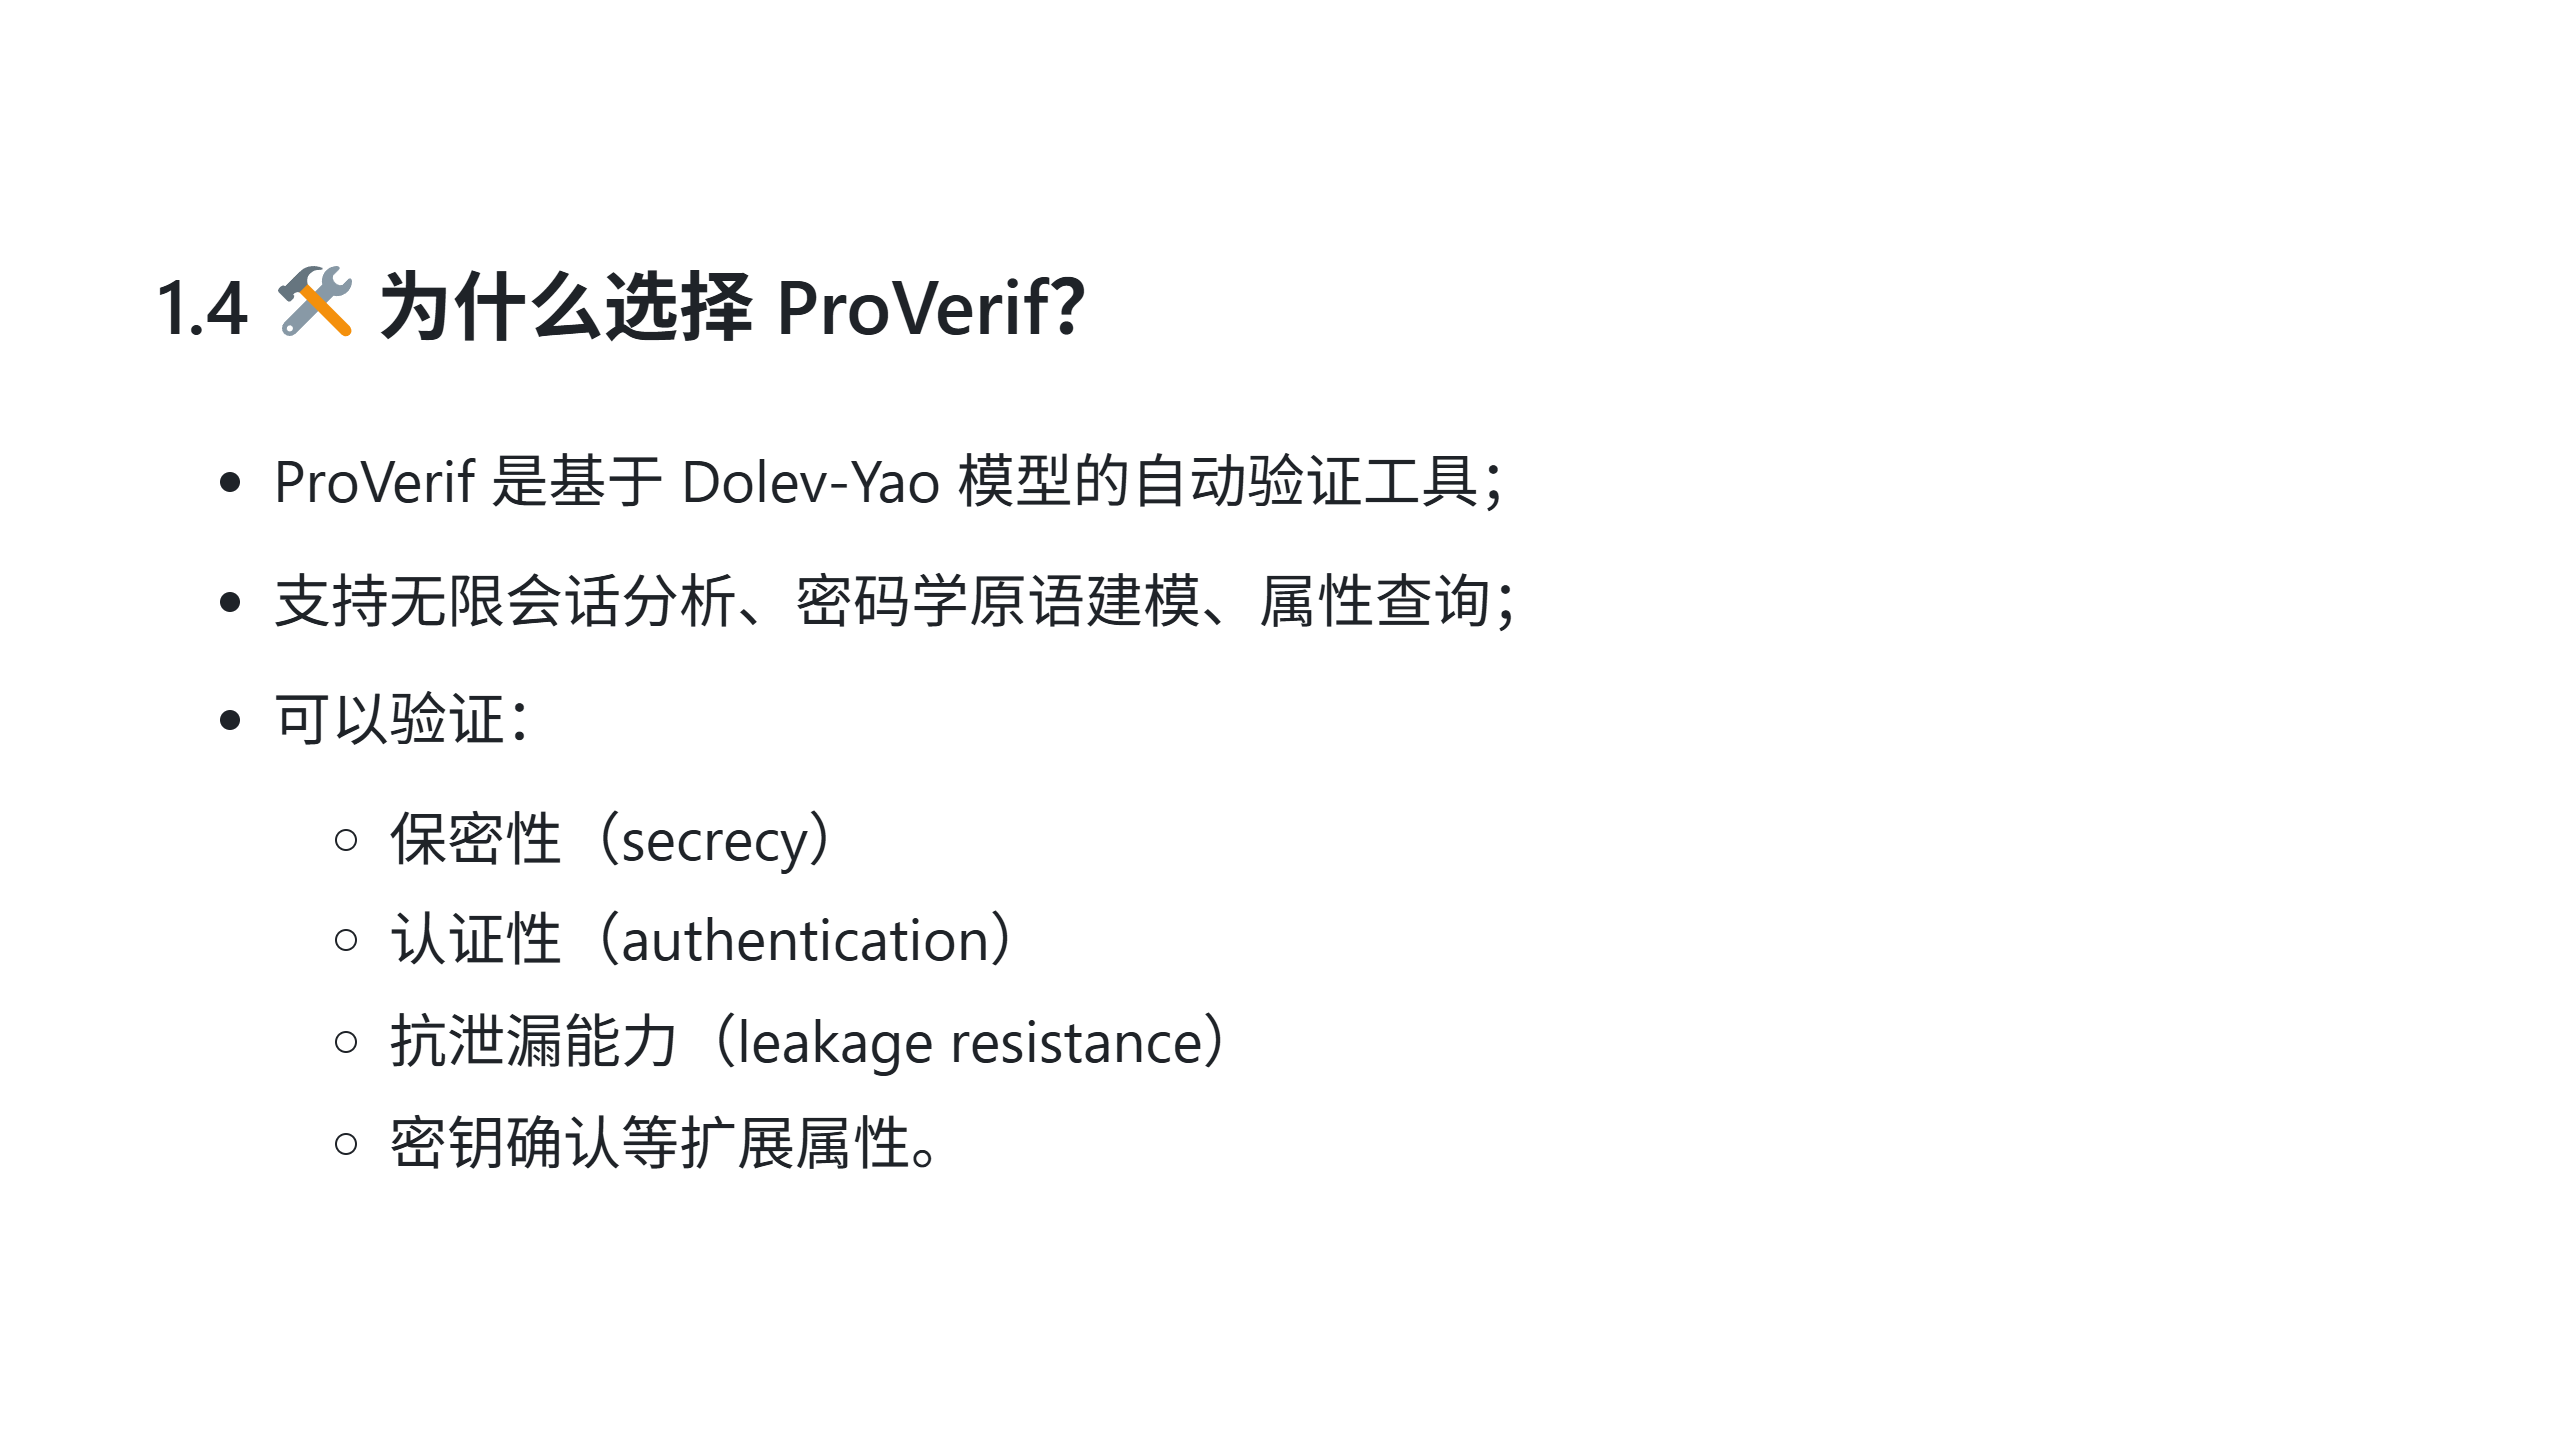 1.4 🛠 为什么选择 ProVerif？
• ProVerif 是基于 Dolev-Yao 模型的自动验证工具；
• 支持无限会话分析、密码学原语建模、属性查询；
• 可以验证：
◦ 保密性（secrecy）
◦ 认证性（authentication）
◦ 抗泄漏能力（leakage resistance）
◦ 密钥确认等扩展属性。